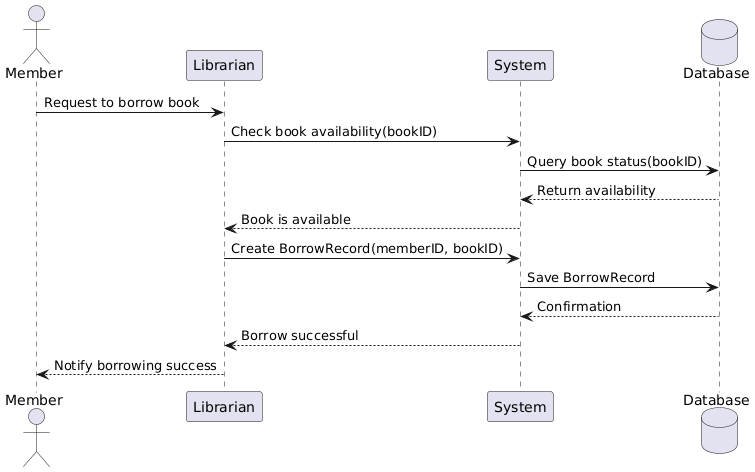 Member
Librarian
System
Database
Request to borrow book
Check book availability(bookID)
Query book status(bookID)
Return availability
Book is available
Create BorrowRecord(memberID, bookID)
Save BorrowRecord
Confirmation
Borrow successful
Notify borrowing success
Member
Librarian
System
Database